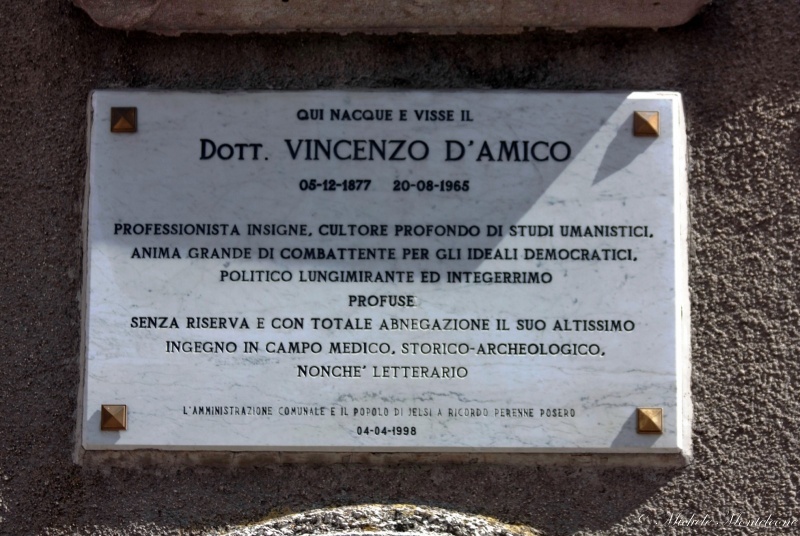 QUI NACQUE E VISSE IL
DOTT. VINCENZO D'AMICO
05-12-1877 20-08-1965
PROFESSIONISTA INSIGNE, CULTORE PROFONDO DI STUDI UMANISTICI,
ANIMA GRANDE DI COMBATTENTE PER GLI IDEALI DEMOCRATICI,
POLITICO LUNGIMIRANTE ED INTEGERRIMO
PROFUSE
SENZA RISERVA E CON TOTALE ABNEGAZIONE IL SUO ALTISSIMO
INGEGNO IN CAMPO MEDICO, STORICO-ARCHEOLOGICO,
NONCHE' LETTERARIO
L'AMMINISTRAZIONE COMUNALE E IL POPOLO DI JELSI A RICORDO PERENNE POSERO
04-04-1998
© Michele Monteleone